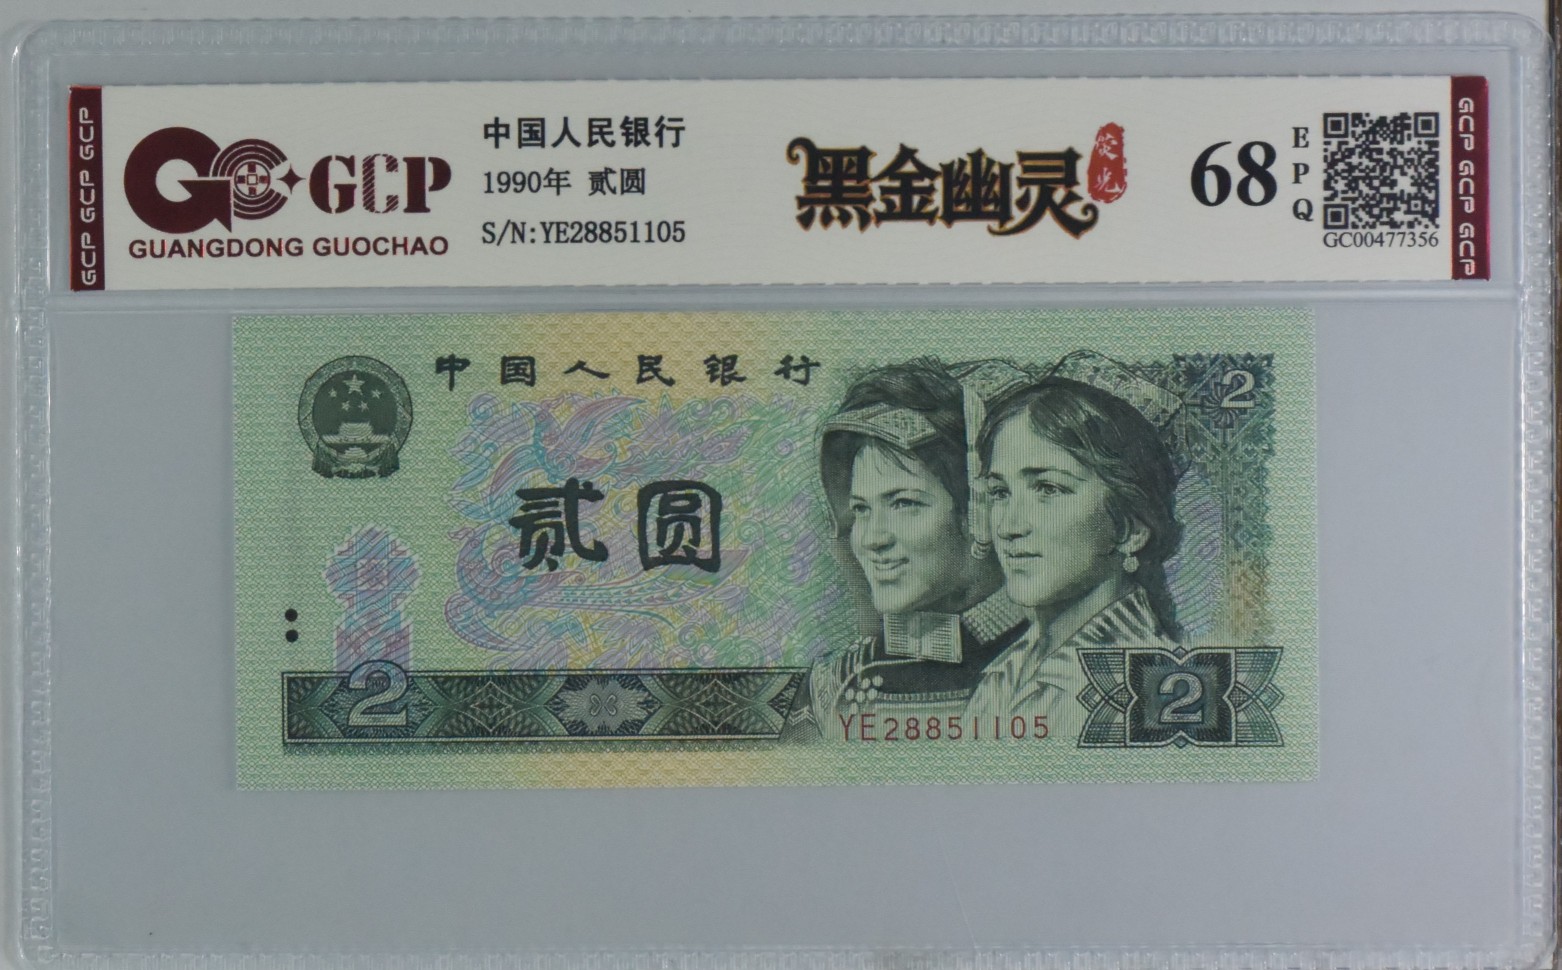 GCP GCP GCP
GCP
GUANGDONG GUOCHAO
中国人民银行
1990年 贰圆
S/N:YE28851105
黑金幽灵
荧光
68
EPQ
GC00477356
GCP GCP GCP
中国人民银行
2
贰圆
2
YE28851105
2